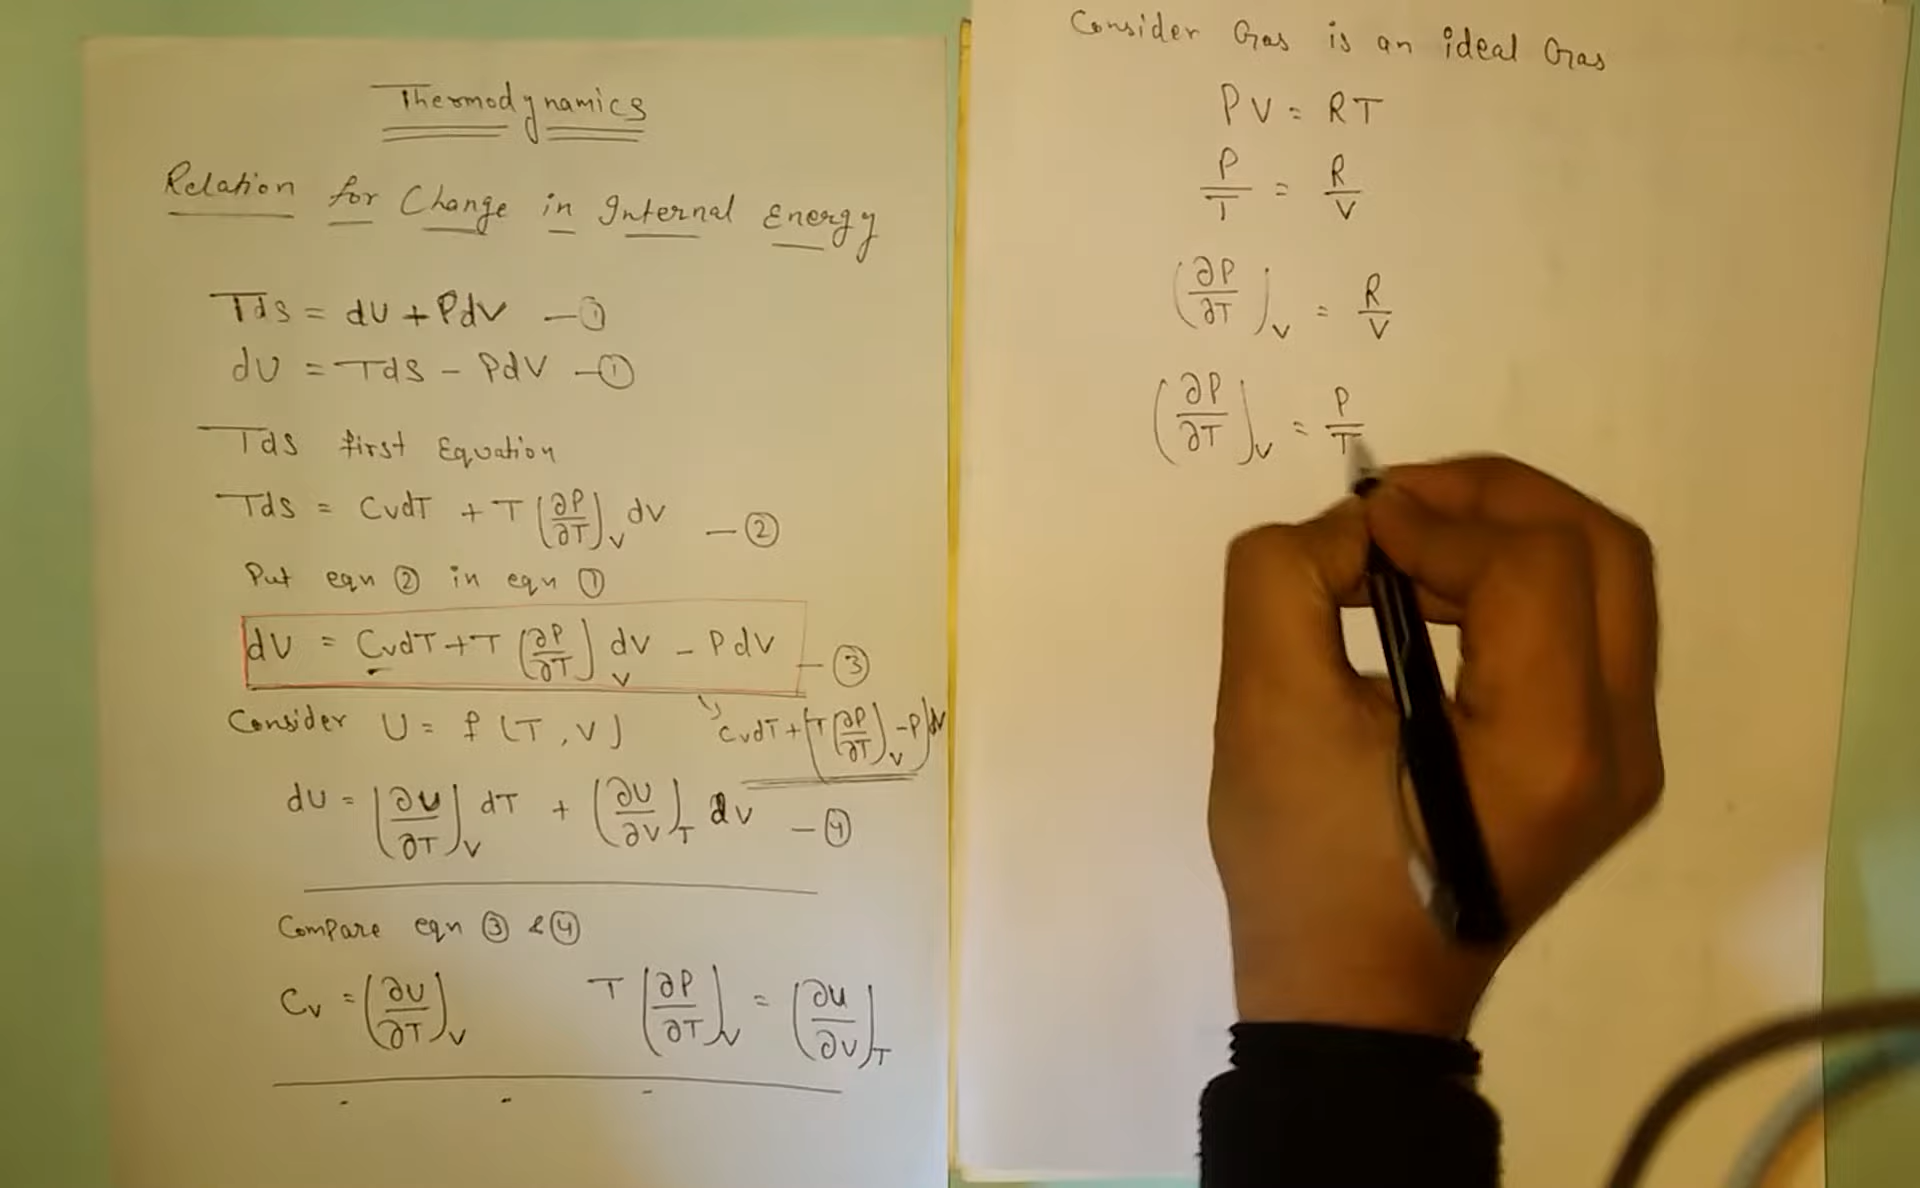 Thermodynamics
Relation for Change in Internal Energy
Tds = dU + PdV — ①
dU = Tds - PdV — ①
Tds first Equation
Tds = CvdT + T (∂P/∂T)v dv — ②
Put eqn ② in eqn ①
dU = CvdT + T (∂P/∂T)v dv - PdV — ③
Consider U = f(T, V)
CvdT + [T (∂P/∂T)v - P] dv
dU = (∂U/∂T)v dT + (∂U/∂V)T dv — ④
Compare eqn ③ & ④
Cv = (∂U/∂T)v T (∂P/∂T)v = (∂U/∂V)T
Consider Gas is an ideal Gas
PV = RT
P/T = R/V
(∂P/∂T)v = R/V
(∂P/∂T)v = P/T